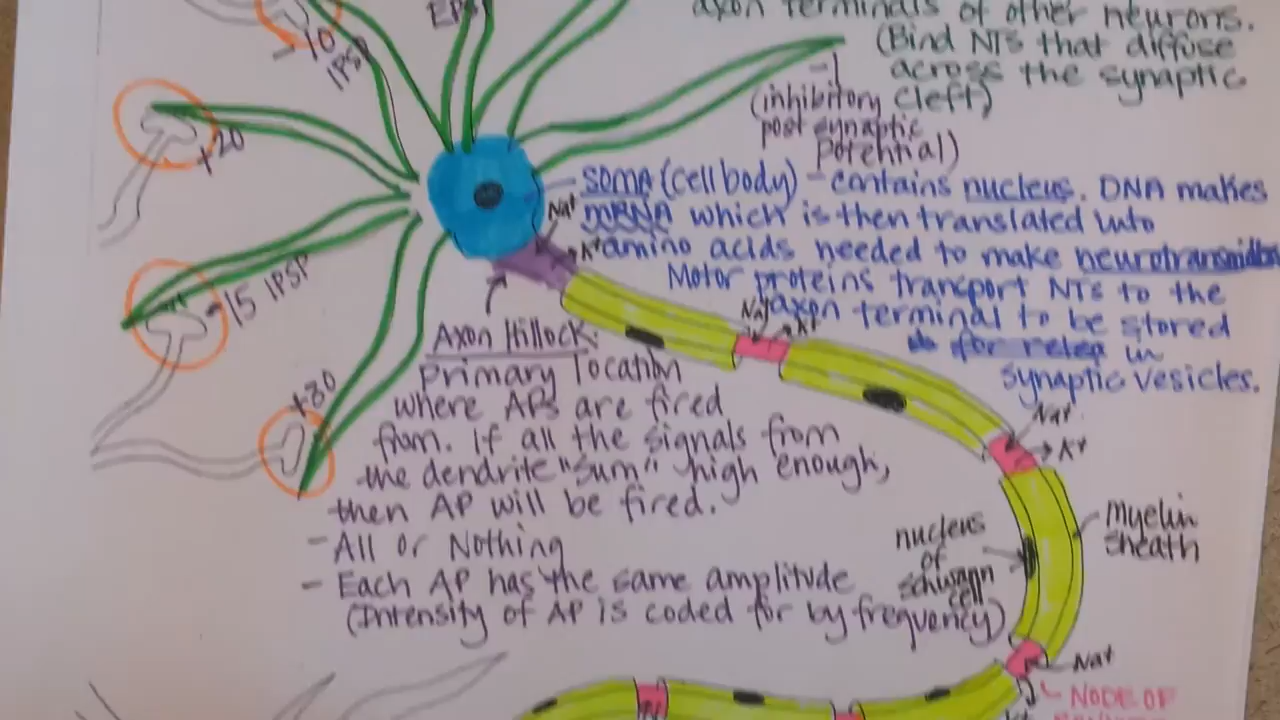 EPSP
axon terminals of other neurons.
(Bind NTs that diffuse
across the synaptic
cleft)
-10
IPSP
+20
-1
(inhibitory
post synaptic
potential)
SOMA (cell body) - contains nucleus. DNA makes
mRNA which is then translated into
amino acids needed to make neurotransmitters
Motor proteins transport NTs to the
axon terminal to be stored
in
synaptic vesicles.
Na+
K+
-15 IPSP
+30
Na+
K+
Axon Hillock:
Primary location
where APs are fired
from. If all the signals from
the dendrite "sum" high enough,
then AP will be fired.
- All or Nothing
- Each AP has the same amplitude
(Intensity of AP is coded for by frequency)
Na+
K+
nucleus
of
schwann
cell
myelin
sheath
Na+
K+
NODE OF